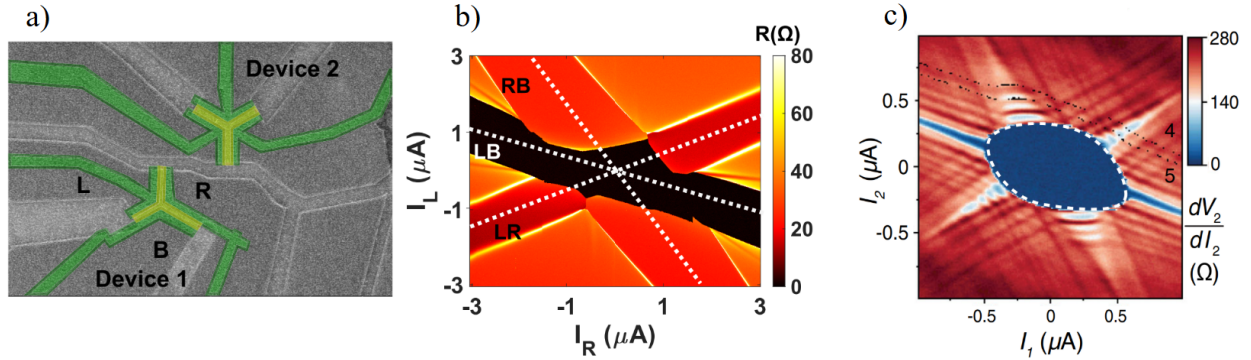 a)
Device 2
L
R
B
Device 1
b)
R(Ω)
I_L (μA)
3
1
-1
-3
RB
LB
LR
-3
-1
1
3
I_R (μA)
80
60
40
20
0
c)
I_2 (μA)
0.5
0
-0.5
4
5
-0.5
0
0.5
I_1 (μA)
280
140
0
dV_2
dI_2
(Ω)